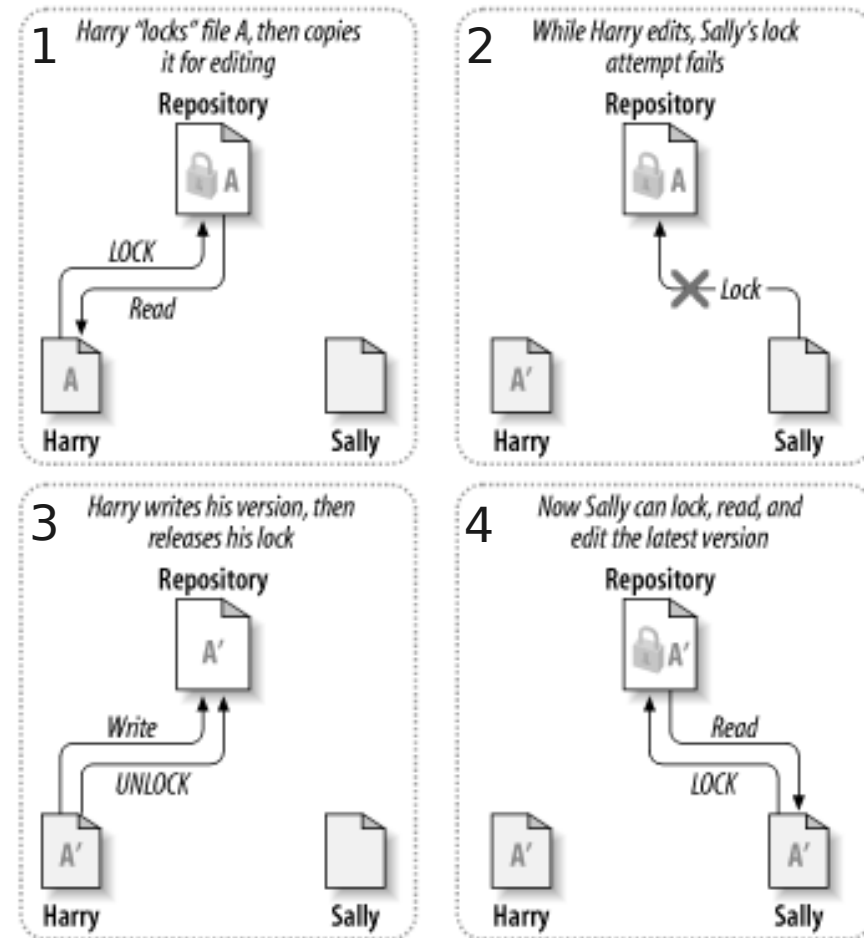 1
Harry “locks” file A, then copies
it for editing
Repository
A
LOCK
Read
A
Harry
Sally
2
While Harry edits, Sally’s lock
attempt fails
Repository
A
Lock
A′
Harry
Sally
3
Harry writes his version, then
releases his lock
Repository
A′
Write
UNLOCK
A′
Harry
Sally
4
Now Sally can lock, read, and
edit the latest version
Repository
A′
Read
LOCK
A′
A′
Harry
Sally